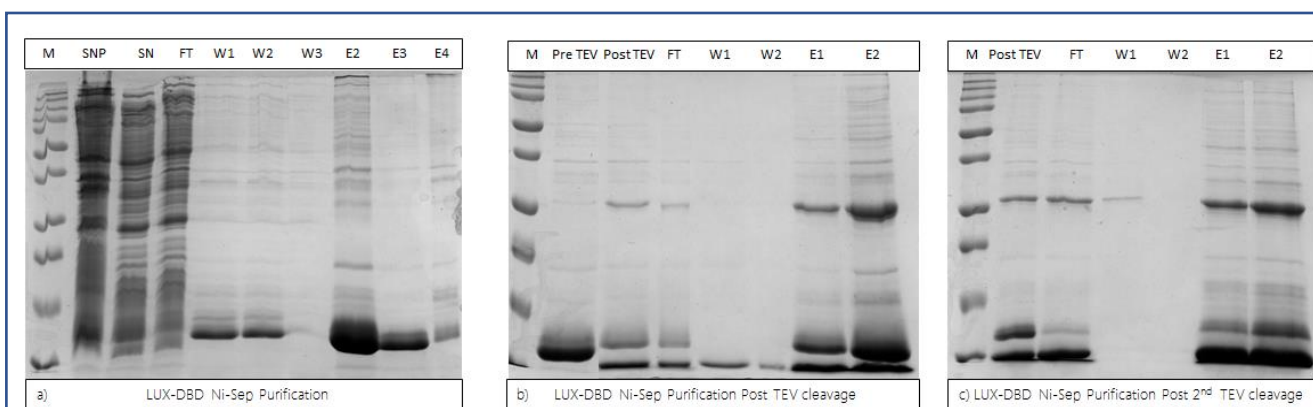 M SNP SN FT W1 W2 W3 E2 E3 E4
a) LUX-DBD Ni-Sep Purification
M Pre TEV Post TEV FT W1 W2 E1 E2
b) LUX-DBD Ni-Sep Purification Post TEV cleavage
M Post TEV FT W1 W2 E1 E2
c) LUX-DBD Ni-Sep Purification Post 2nd TEV cleavage